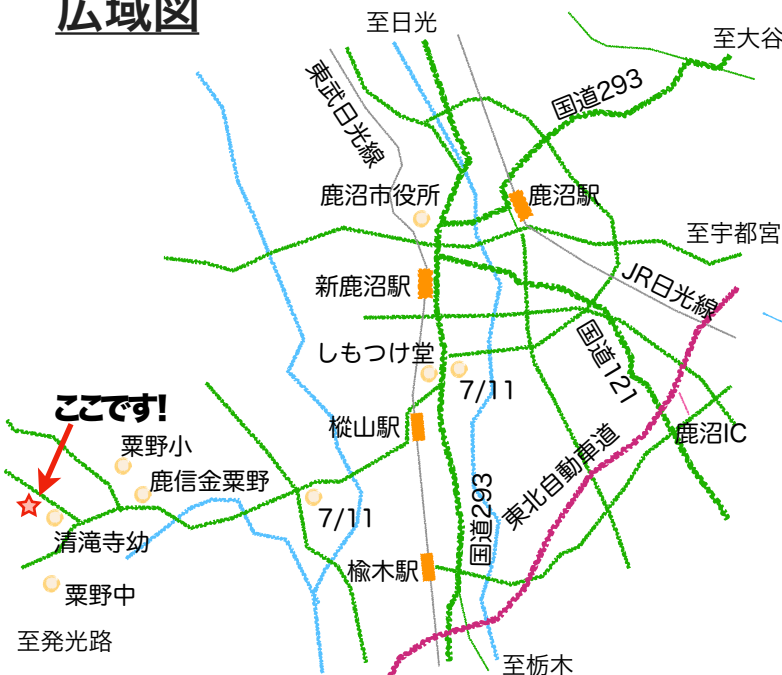 広域図
至日光
至大谷
国道293
東武日光線
鹿沼市役所
鹿沼駅
至宇都宮
新鹿沼駅
JR日光線
しもつけ堂
国道121
7/11
ここです!
樅山駅
鹿沼IC
粟野小
鹿信金粟野
東北自動車道
国道293
7/11
清滝寺幼
楡木駅
粟野中
至発光路
至栃木